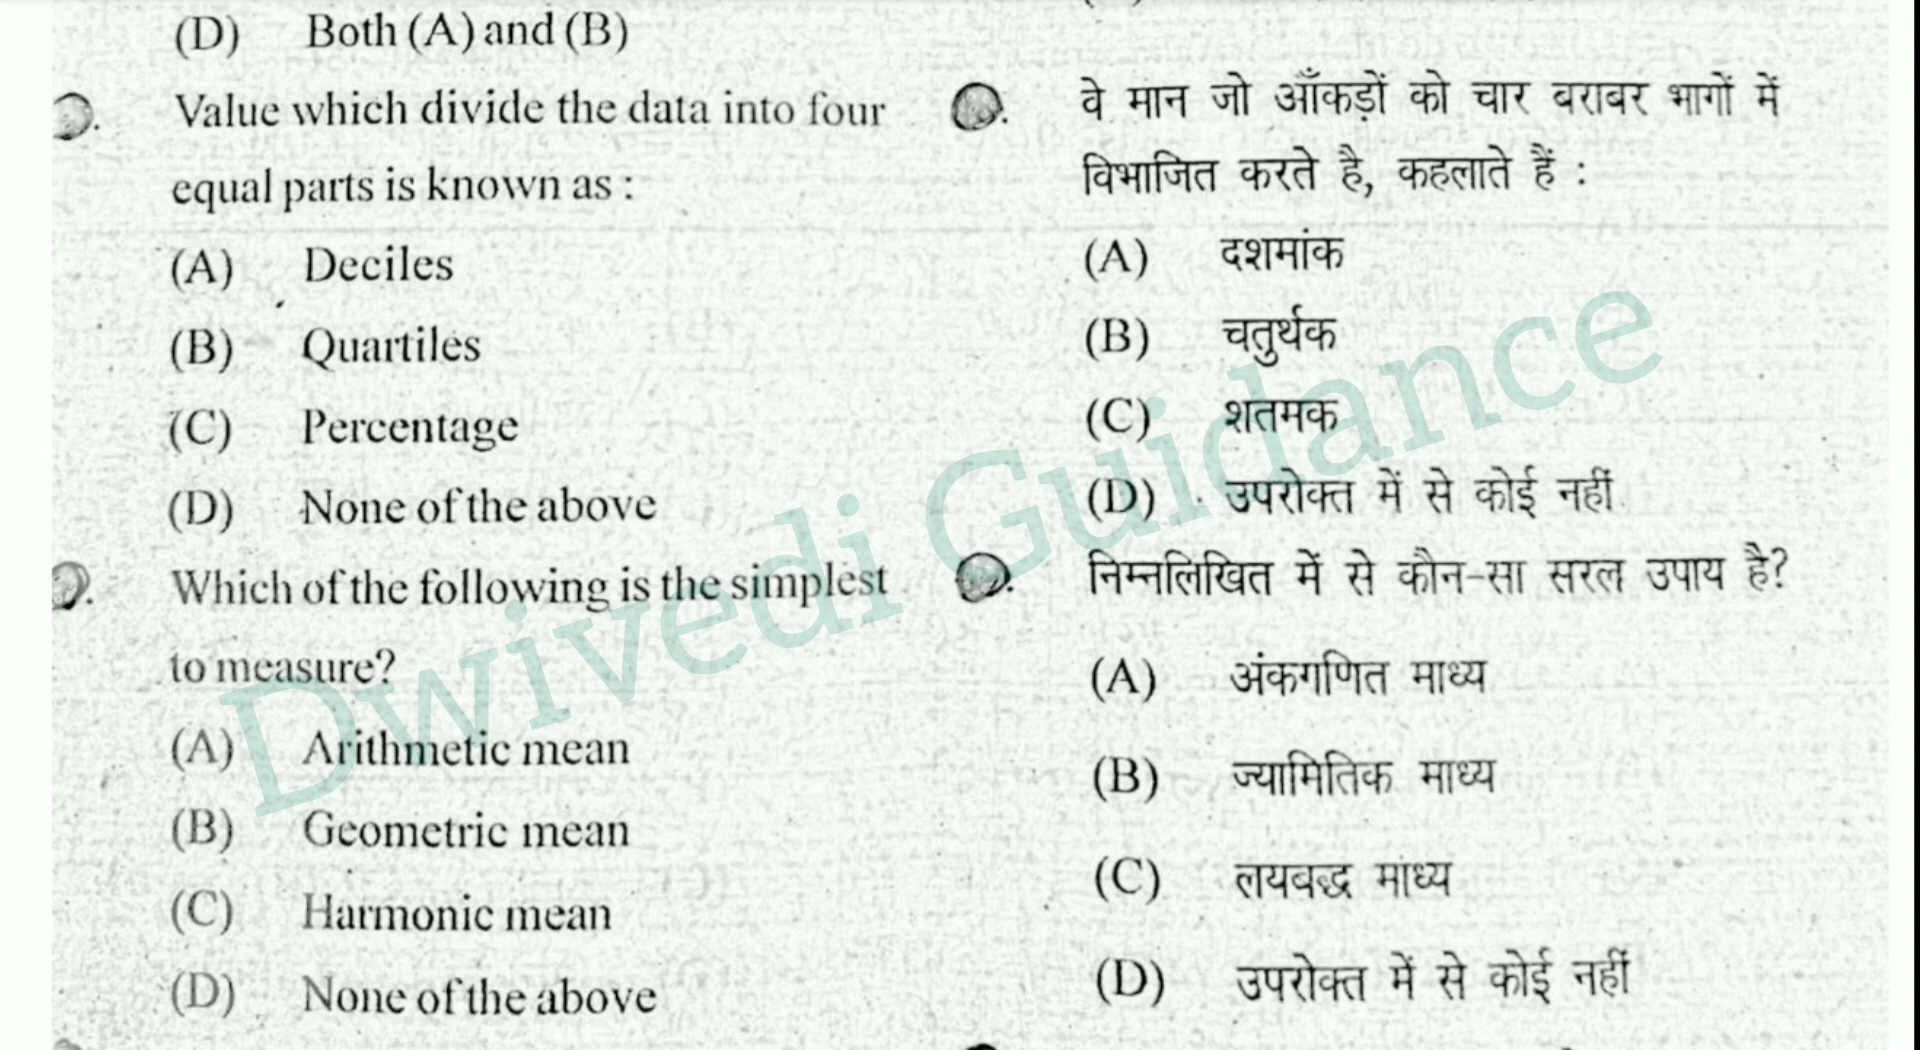 (D) Both (A) and (B)
Value which divide the data into four
equal parts is known as :
(A) Deciles
(B) Quartiles
(C) Percentage
(D) None of the above
Which of the following is the simplest
to measure?
(A) Arithmetic mean
(B) Geometric mean
(C) Harmonic mean
(D) None of the above
वे मान जो आँकड़ों को चार बराबर भागों में
विभाजित करते है, कहलाते हैं :
(A) दशमांक
(B) चतुर्थक
(C) शतमक
(D) उपरोक्त में से कोई नहीं
निम्नलिखित में से कौन-सा सरल उपाय है?
(A) अंकगणित माध्य
(B) ज्यामितिक माध्य
(C) लयबद्ध माध्य
(D) उपरोक्त में से कोई नहीं
Dwivedi Guidance